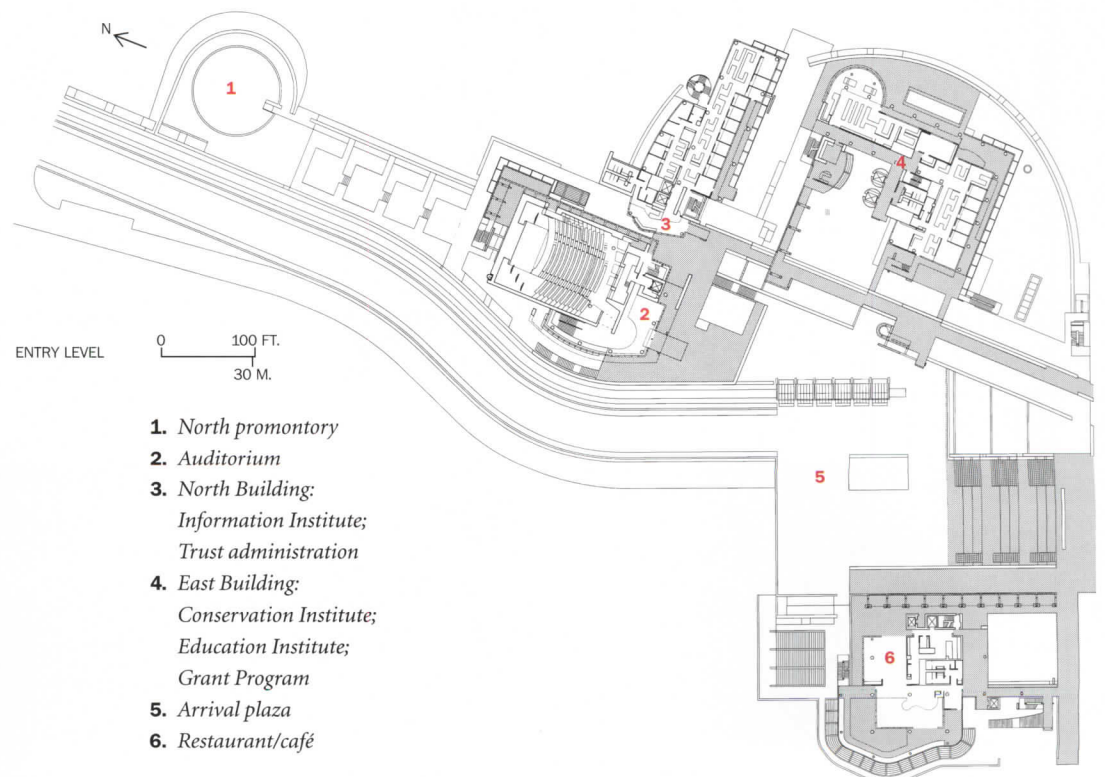 N
1
4
3
2
ENTRY LEVEL
0 100 FT.
30 M.
5
6
1. North promontory
2. Auditorium
3. North Building:
Information Institute;
Trust administration
4. East Building:
Conservation Institute;
Education Institute;
Grant Program
5. Arrival plaza
6. Restaurant/café